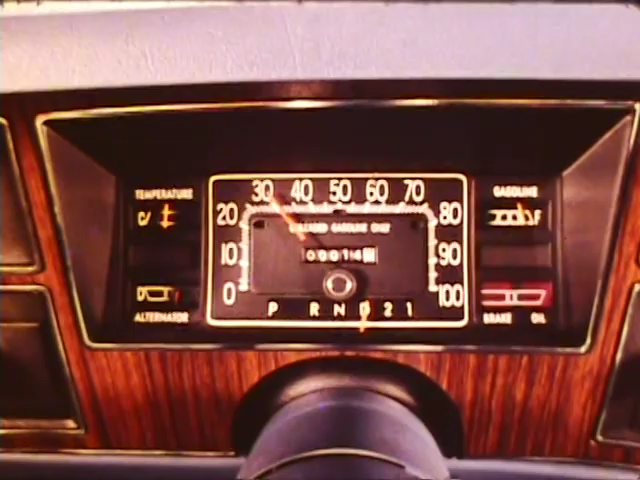 TEMPERATURE
C
ALTERNATOR
30 40 50 60 70
20 80
10 90
0 100
UNLEADED GASOLINE ONLY
00014
P R N D 2 1
GASOLINE
F
BRAKE OIL